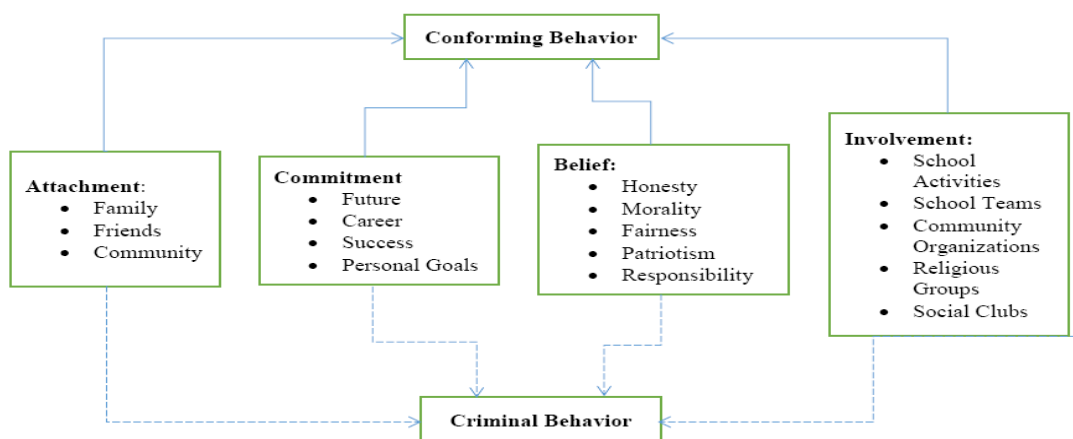 Conforming Behavior
Attachment:
• Family
• Friends
• Community
Commitment
• Future
• Career
• Success
• Personal Goals
Belief:
• Honesty
• Morality
• Fairness
• Patriotism
• Responsibility
Involvement:
• School
Activities
• School Teams
• Community
Organizations
• Religious
Groups
• Social Clubs
Criminal Behavior